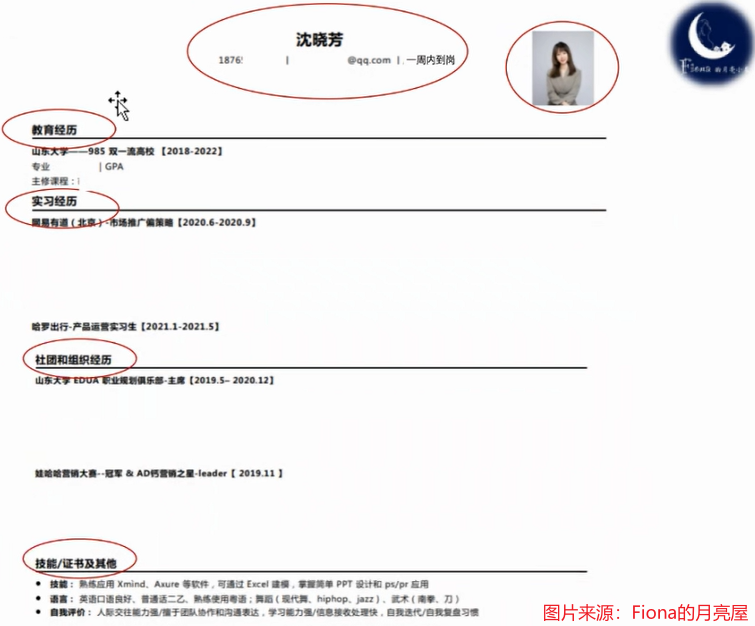 沈晓芳
1876
|
@qq.com | 一周内到岗
Fiona 的月亮小屋
教育经历
山东大学——985 双一流高校 【2018-2022】
专业 | GPA
主修课程：
实习经历
网易有道（北京）-市场推广偏策略【2020.6-2020.9】
哈罗出行-产品运营实习生【2021.1-2021.5】
社团和组织经历
山东大学 EDUA 职业规划俱乐部-主席【2019.5– 2020.12】
娃哈哈营销大赛--冠军 & AD钙营销之星-leader【 2019.11 】
技能/证书及其他
● 技能： 熟练应用 Xmind、Axure 等软件，可通过 Excel 建模，掌握简单 PPT 设计和 ps/pr 应用
● 语言： 英语口语良好、普通话二乙、熟练使用粤语；舞蹈（现代舞、hiphop、jazz）、武术（南拳、刀）
● 自我评价： 人际交往能力强/擅于团队协作和沟通表达，学习能力强/信息接收处理快，自我迭代/自我复盘习惯
图片来源：Fiona的月亮屋